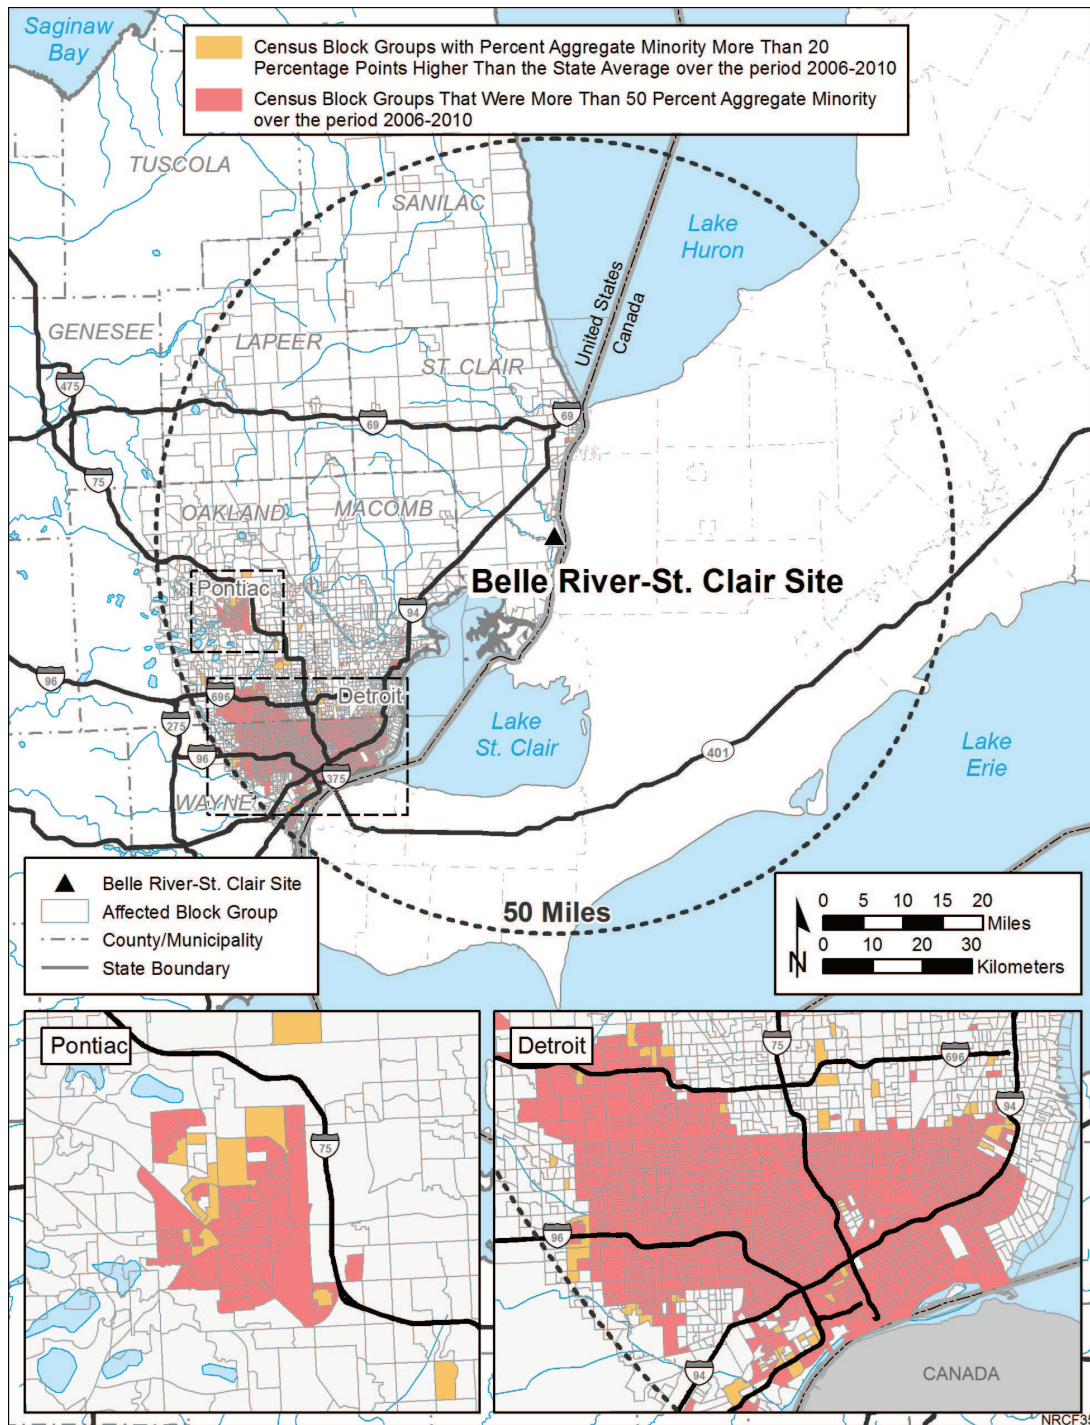 Saginaw
Bay
Census Block Groups with Percent Aggregate Minority More Than 20
Percentage Points Higher Than the State Average over the period 2006-2010
Census Block Groups That Were More Than 50 Percent Aggregate Minority
over the period 2006-2010
TUSCOLA
SANILAC
Lake
Huron
United States
Canada
GENESEE
LAPEER
ST. CLAIR
475
69
69
75
OAKLAND
MACOMB
Belle River-St. Clair Site
Pontiac
94
96
696
Detroit
275
96
Lake
St. Clair
401
Lake
Erie
375
WAYNE
50 Miles
Belle River-St. Clair Site
Affected Block Group
County/Municipality
State Boundary
0 5 10 15 20
Miles
0 10 20 30
Kilometers
N
Pontiac
75
Detroit
75
696
94
96
94
CANADA